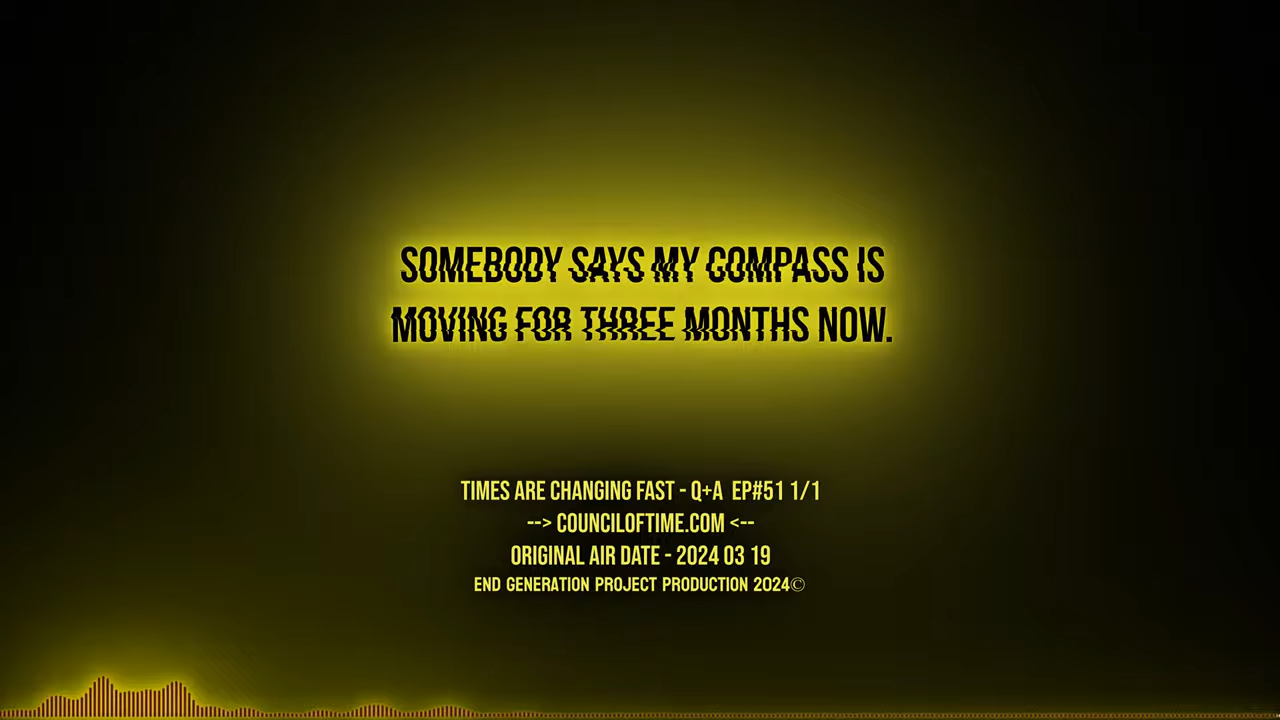 SOMEBODY SAYS MY COMPASS IS
MOVING FOR THREE MONTHS NOW.
TIMES ARE CHANGING FAST - Q+A EP#51 1/1
--> COUNCILOFTIME.COM <--
ORIGINAL AIR DATE - 2024 03 19
END GENERATION PROJECT PRODUCTION 2024©